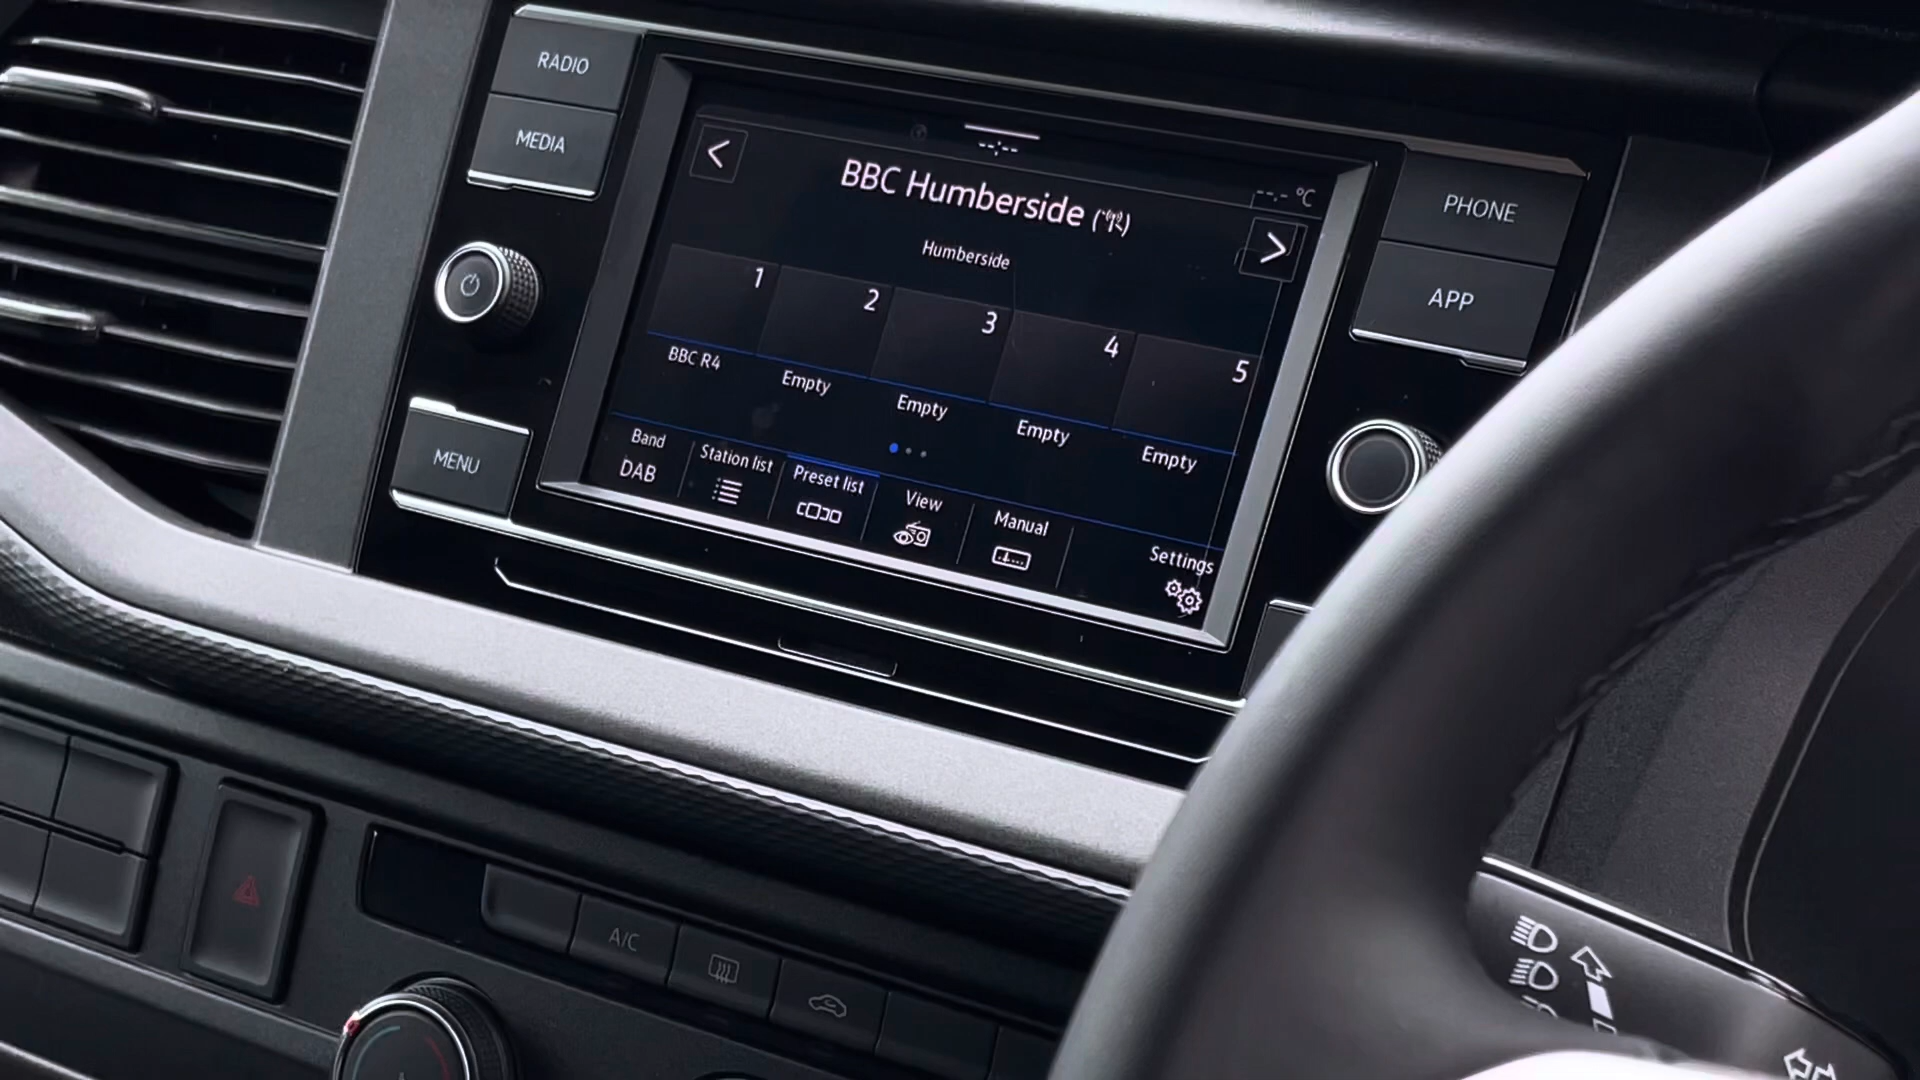 RADIO
MEDIA
MENU
PHONE
APP
--:--
--.- °C
<
BBC Humberside
>
Humberside
1
2
3
4
5
BBC R4
Empty
Empty
Empty
Empty
Band
DAB
Station list
Preset list
View
Manual
Settings
A/C